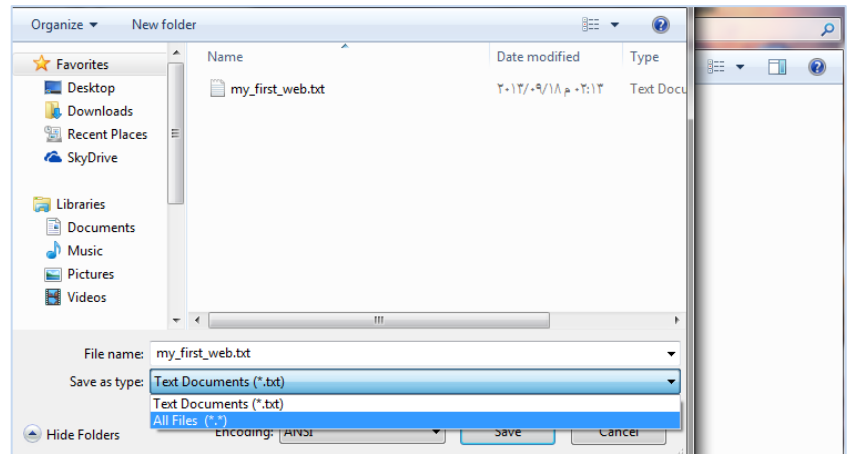 Organize New folder
Name Date modified Type
Favorites
my_first_web.txt ٢٠١٣/٠٩/١٨ م ٠٢:١٣ Text Docu
Desktop
Downloads
Recent Places
SkyDrive
Libraries
Documents
Music
Pictures
Videos
File name: my_first_web.txt
Save as type: Text Documents (*.txt)
Text Documents (*.txt)
All Files (*.*)
Hide Folders Encoding: ANSI Save Cancel